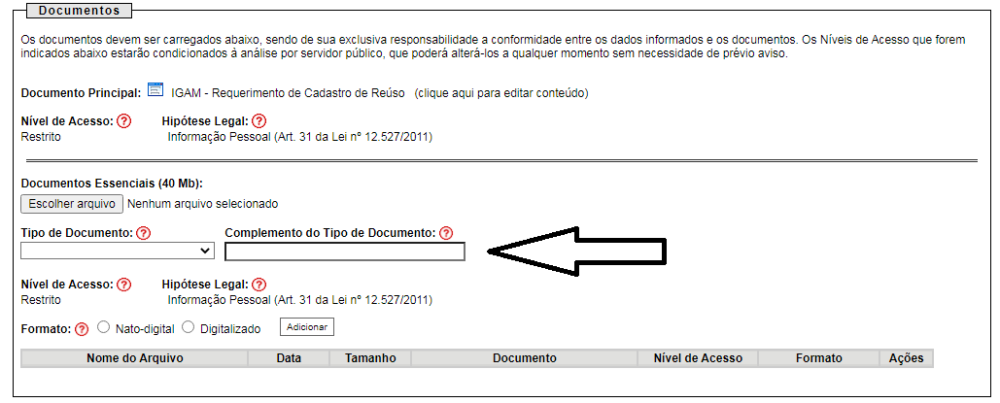 Documentos
Os documentos devem ser carregados abaixo, sendo de sua exclusiva responsabilidade a conformidade entre os dados informados e os documentos. Os Níveis de Acesso que forem
indicados abaixo estarão condicionados à análise por servidor público, que poderá alterá-los a qualquer momento sem necessidade de prévio aviso.
Documento Principal: IGAM - Requerimento de Cadastro de Reúso (clique aqui para editar conteúdo)
Nível de Acesso: ? Hipótese Legal: ?
Restrito Informação Pessoal (Art. 31 da Lei nº 12.527/2011)
Documentos Essenciais (40 Mb):
Escolher arquivo Nenhum arquivo selecionado
Tipo de Documento: ? Complemento do Tipo de Documento: ?
Nível de Acesso: ? Hipótese Legal: ?
Restrito Informação Pessoal (Art. 31 da Lei nº 12.527/2011)
Formato: ? Nato-digital Digitalizado Adicionar
Nome do Arquivo Data Tamanho Documento Nível de Acesso Formato Ações